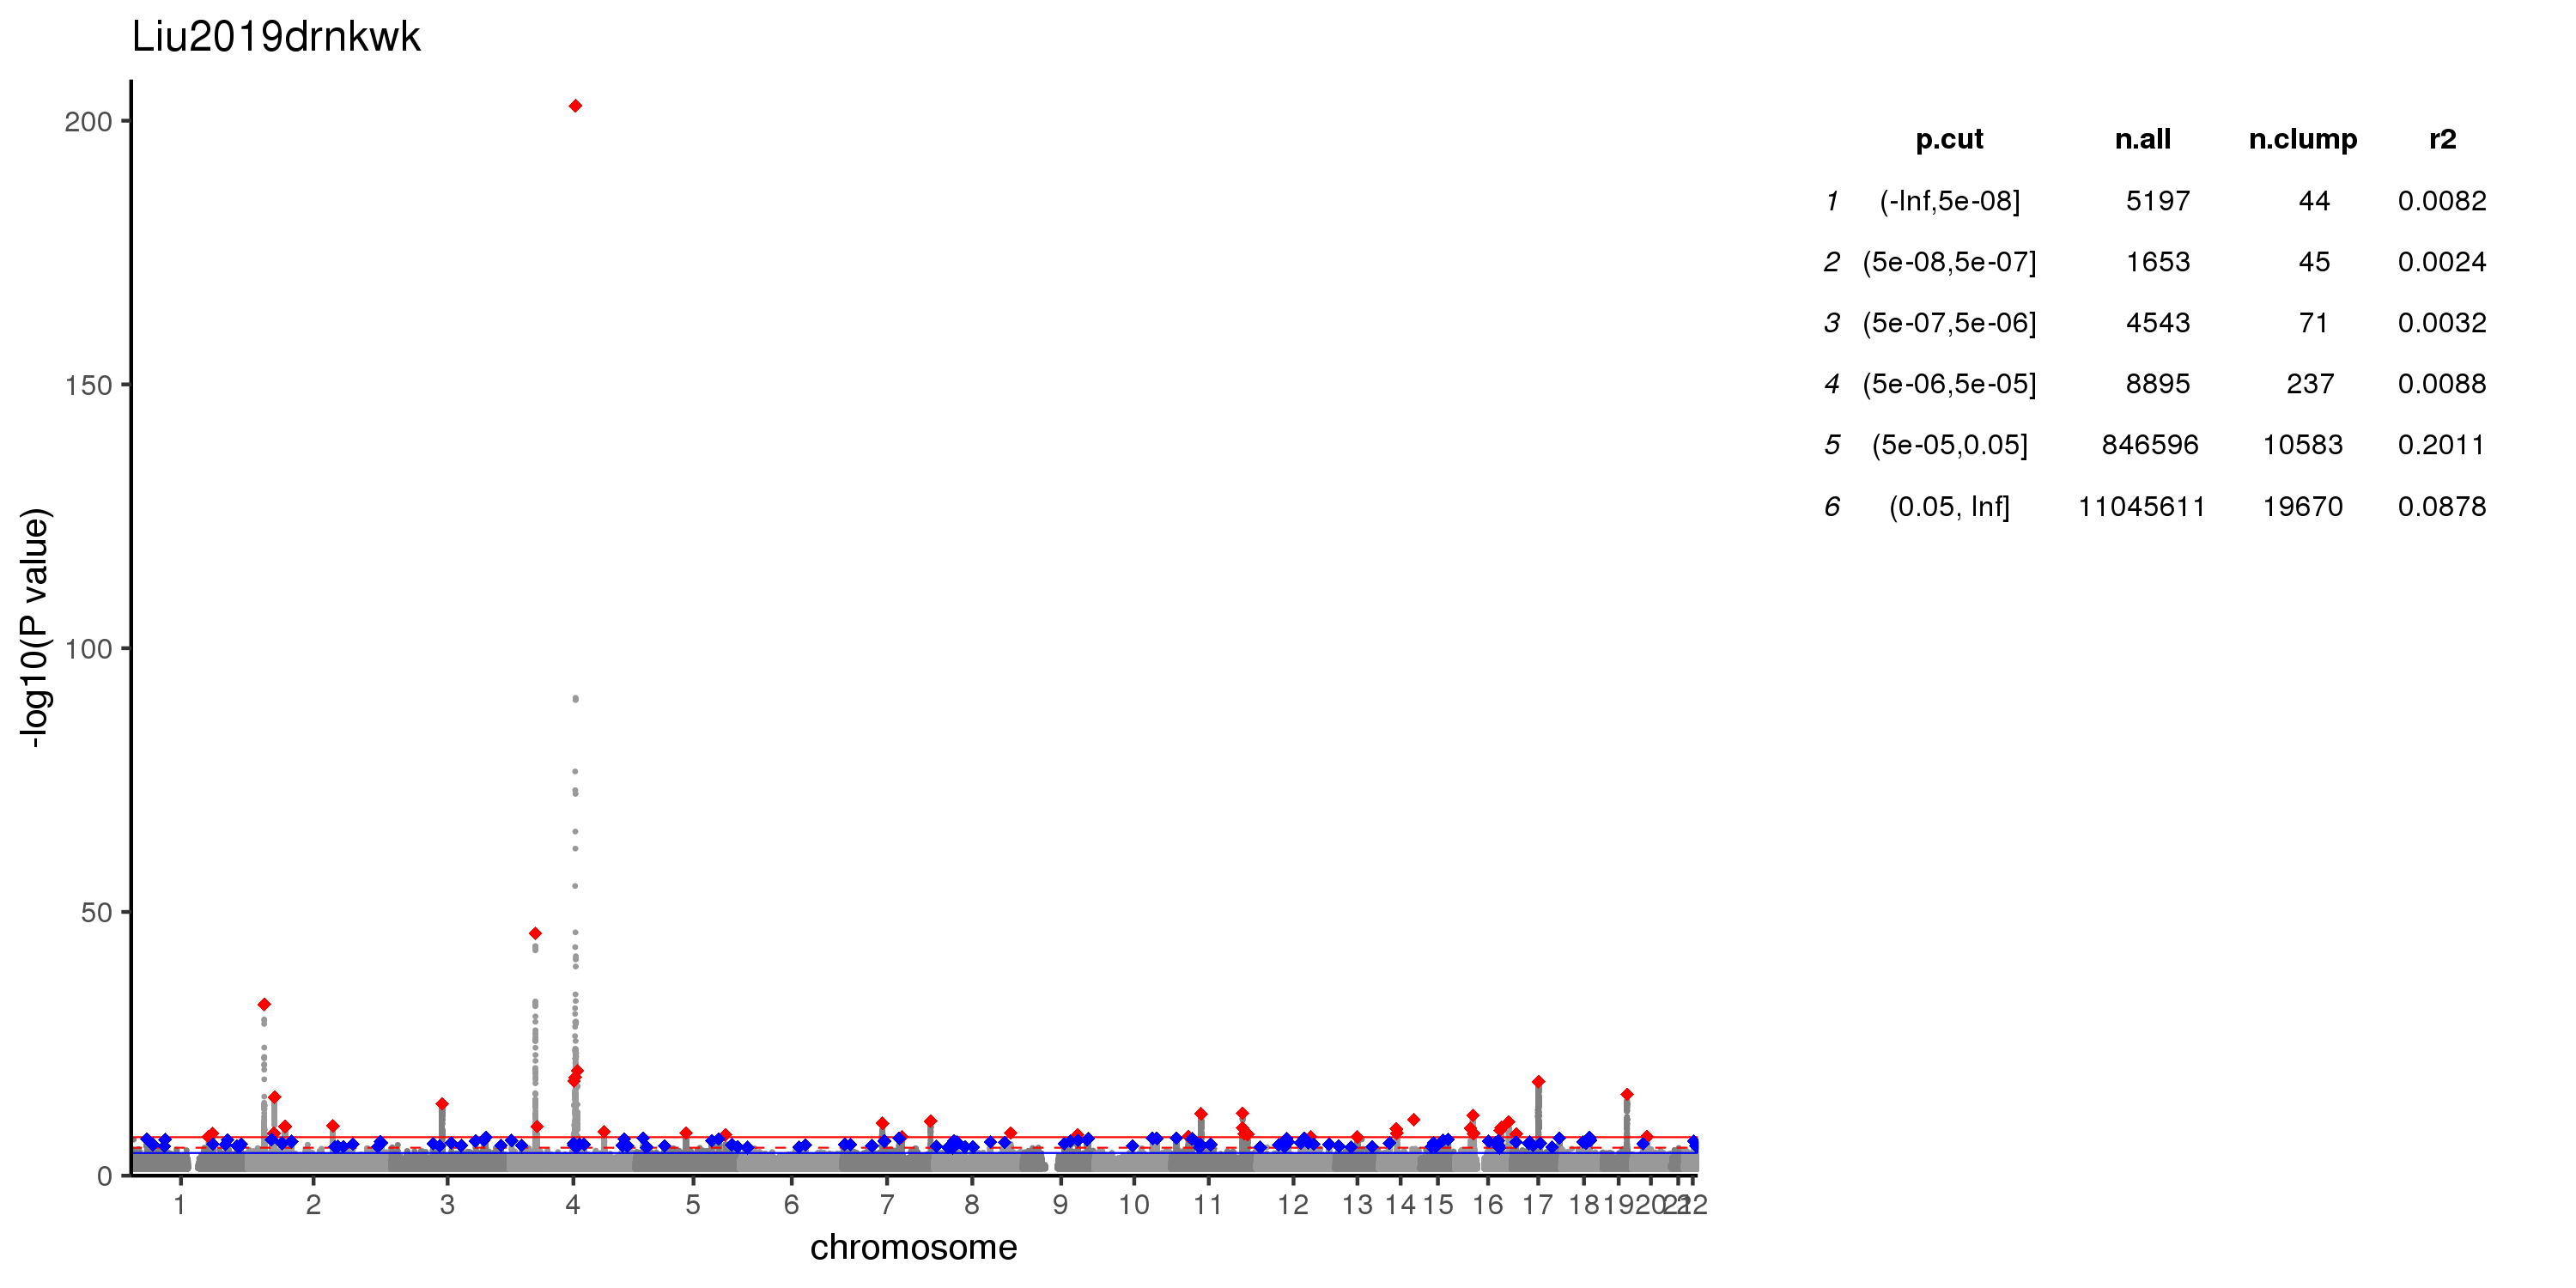 Liu2019drnkwk
-log10(P value)
200
150
100
50
0
1 2 3 4 5 6 7 8 9 10 11 12 13 14 15 16 17 18 19 20 21 22
chromosome
p.cut n.all n.clump r2
1 (-Inf,5e-08] 5197 44 0.0082
2 (5e-08,5e-07] 1653 45 0.0024
3 (5e-07,5e-06] 4543 71 0.0032
4 (5e-06,5e-05] 8895 237 0.0088
5 (5e-05,0.05] 846596 10583 0.2011
6 (0.05, Inf] 11045611 19670 0.0878